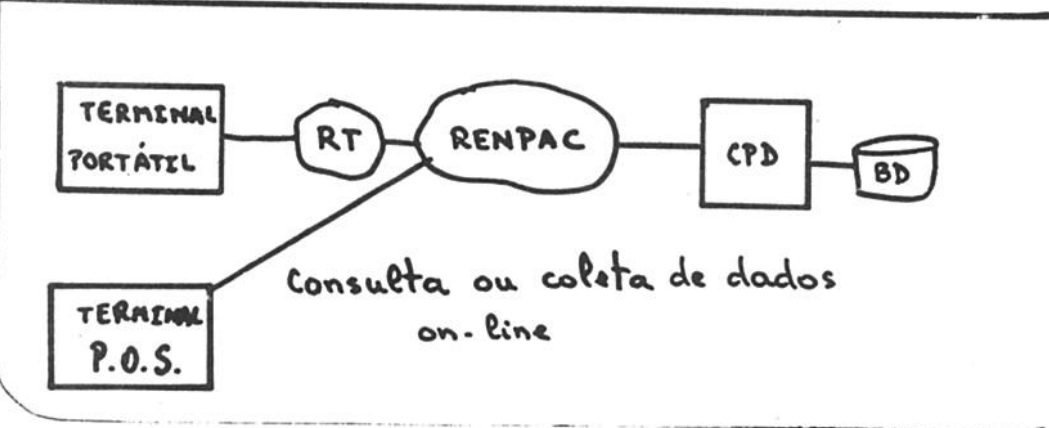 TERMINAL
PORTÁTIL
RT
RENPAC
CPD
BD
Consulta ou coleta de dados
on-line
TERMINAL
P.O.S.